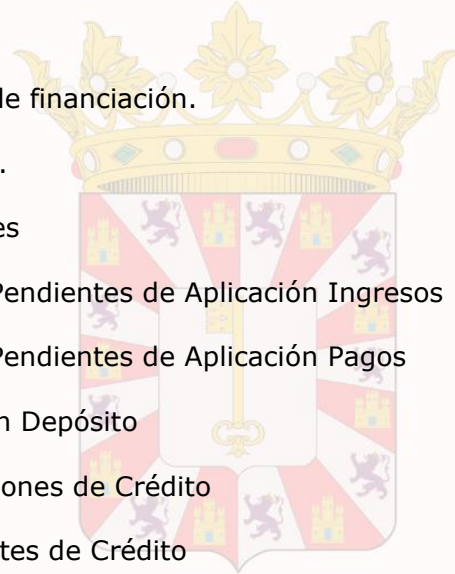 de financiación.
.
es
Pendientes de Aplicación Ingresos
Pendientes de Aplicación Pagos
n Depósito
ones de Crédito
tes de Crédito